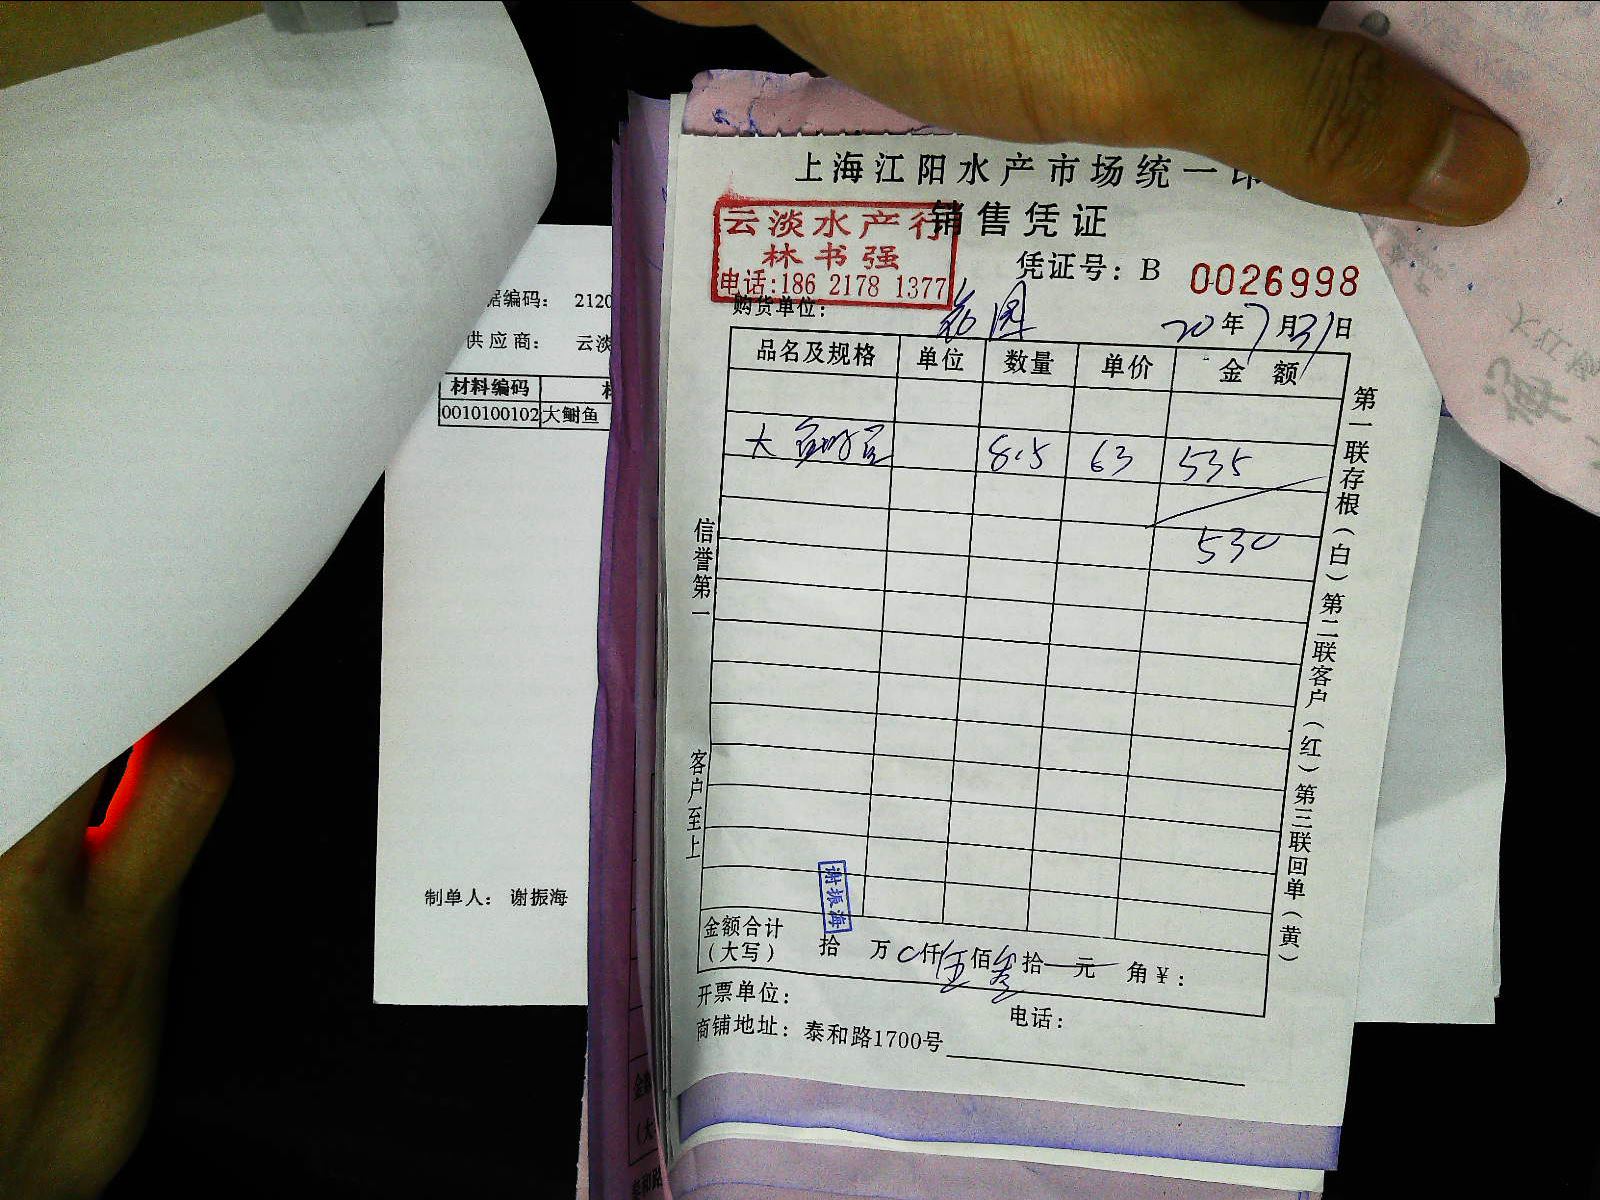 上海江阳水产市场统一印
销售凭证
云淡水产行
林书强
电话:186 2178 1377
凭证号: B 0026998
购货单位:
20年7月31日
品名及规格 单位 数量 单价 金额
大 8.5 63 535
530
信誉第一
客户至上
第一联存根(白)第二联客户(红)第三联回单(黄)
谢振海
金额合计
(大写) 拾 万 0仟伍佰叁拾 元 角 ¥:
开票单位:
电话:
商铺地址: 泰和路1700号
据编码: 2120
供应商: 云淡
材料编码
0010100102 大鲥鱼
制单人: 谢振海